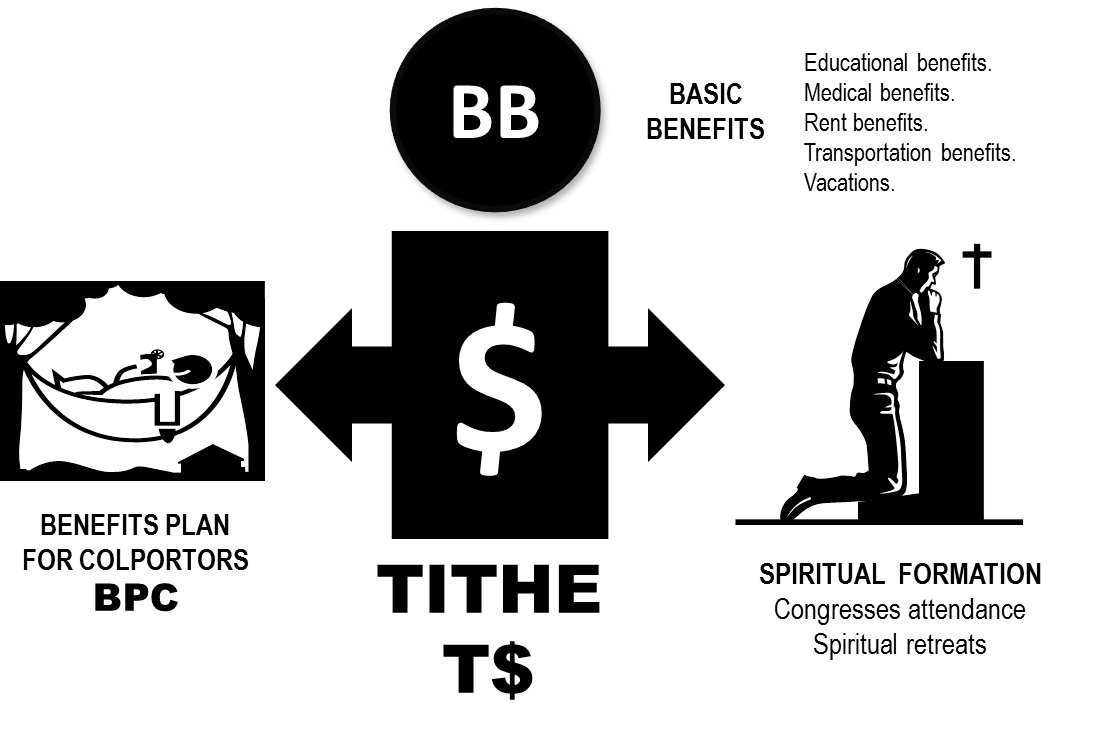 BB
BASIC
BENEFITS
Educational benefits.
Medical benefits.
Rent benefits.
Transportation benefits.
Vacations.
$
BENEFITS PLAN
FOR COLPORTORS
BPC
TITHE
T$
SPIRITUAL FORMATION
Congresses attendance
Spiritual retreats